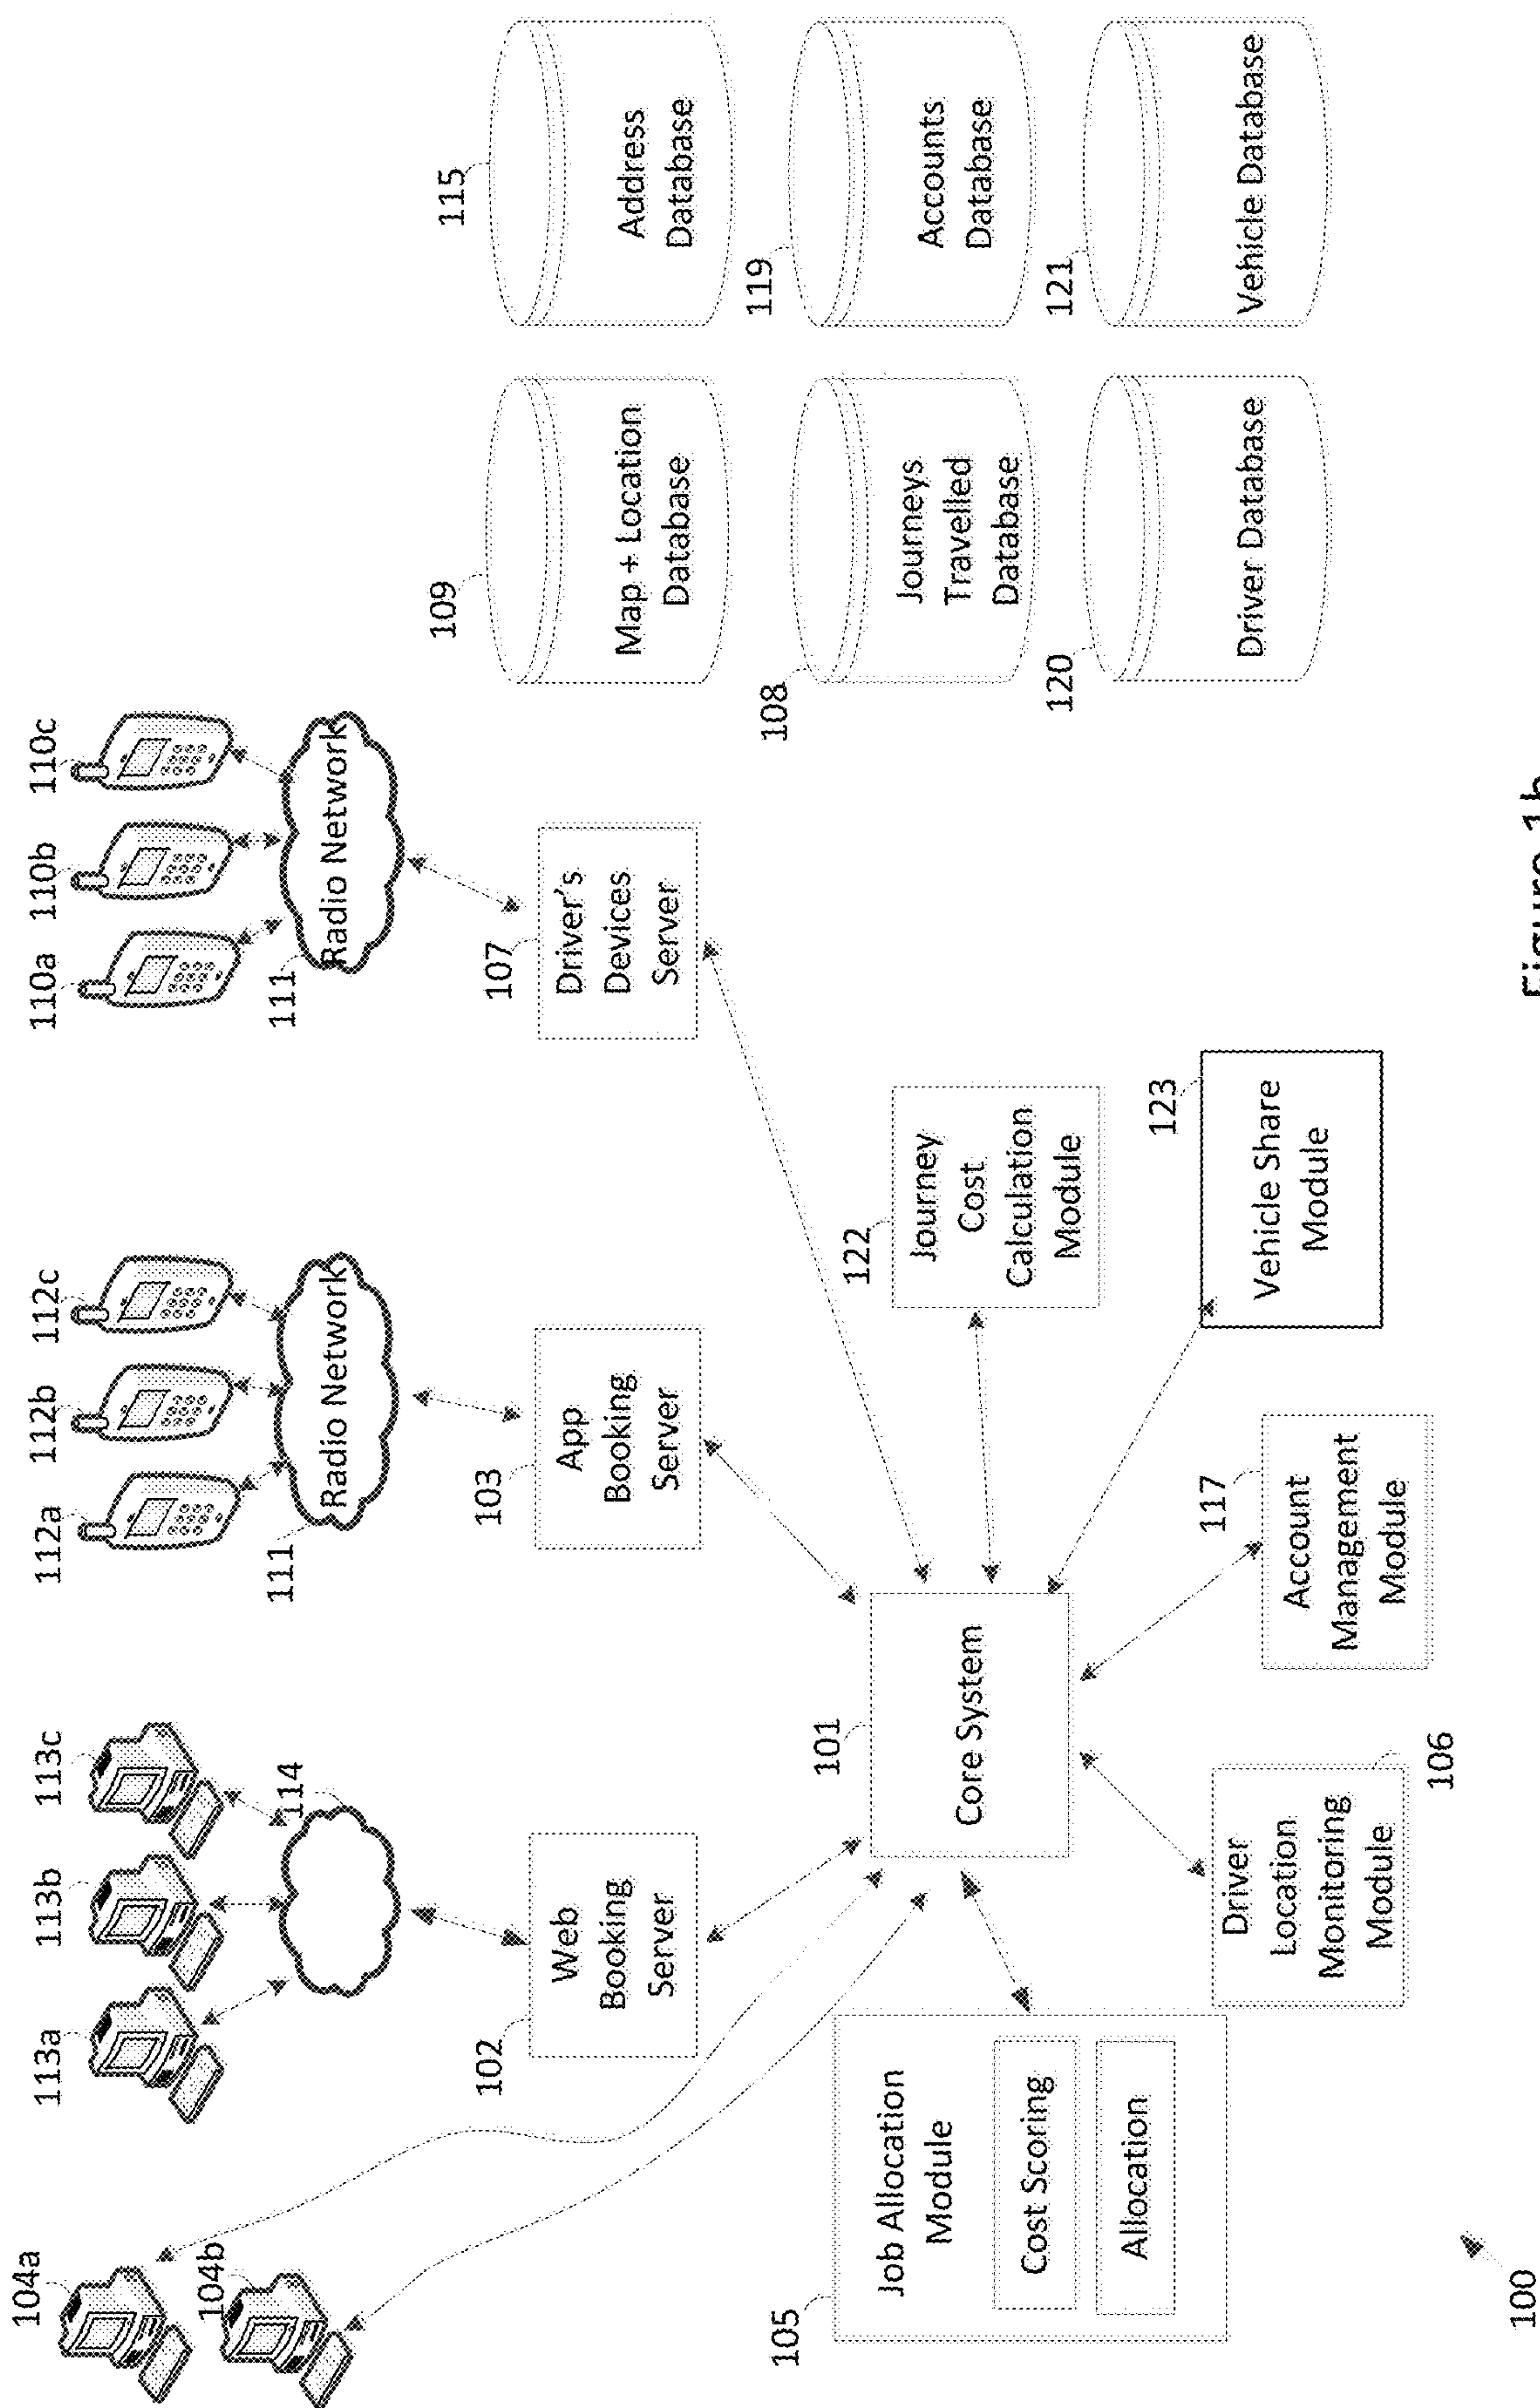 104a
104b
113a
113b
113c
114
112a
112b
112c
111
Radio Network
110a
110b
110c
111
Radio Network
102
Web
Booking
Server
103
App
Booking
Server
107
Driver's
Devices
Server
109
Map + Location
Database
115
Address
Database
108
Journeys
Travelled
Database
119
Accounts
Database
120
Driver Database
121
Vehicle Database
105
Job Allocation
Module
Cost Scoring
Allocation
101
Core System
122
Journey
Cost
Calculation
Module
123
Vehicle Share
Module
117
Account
Management
Module
106
Driver
Location
Monitoring
Module
100
Figure 1b